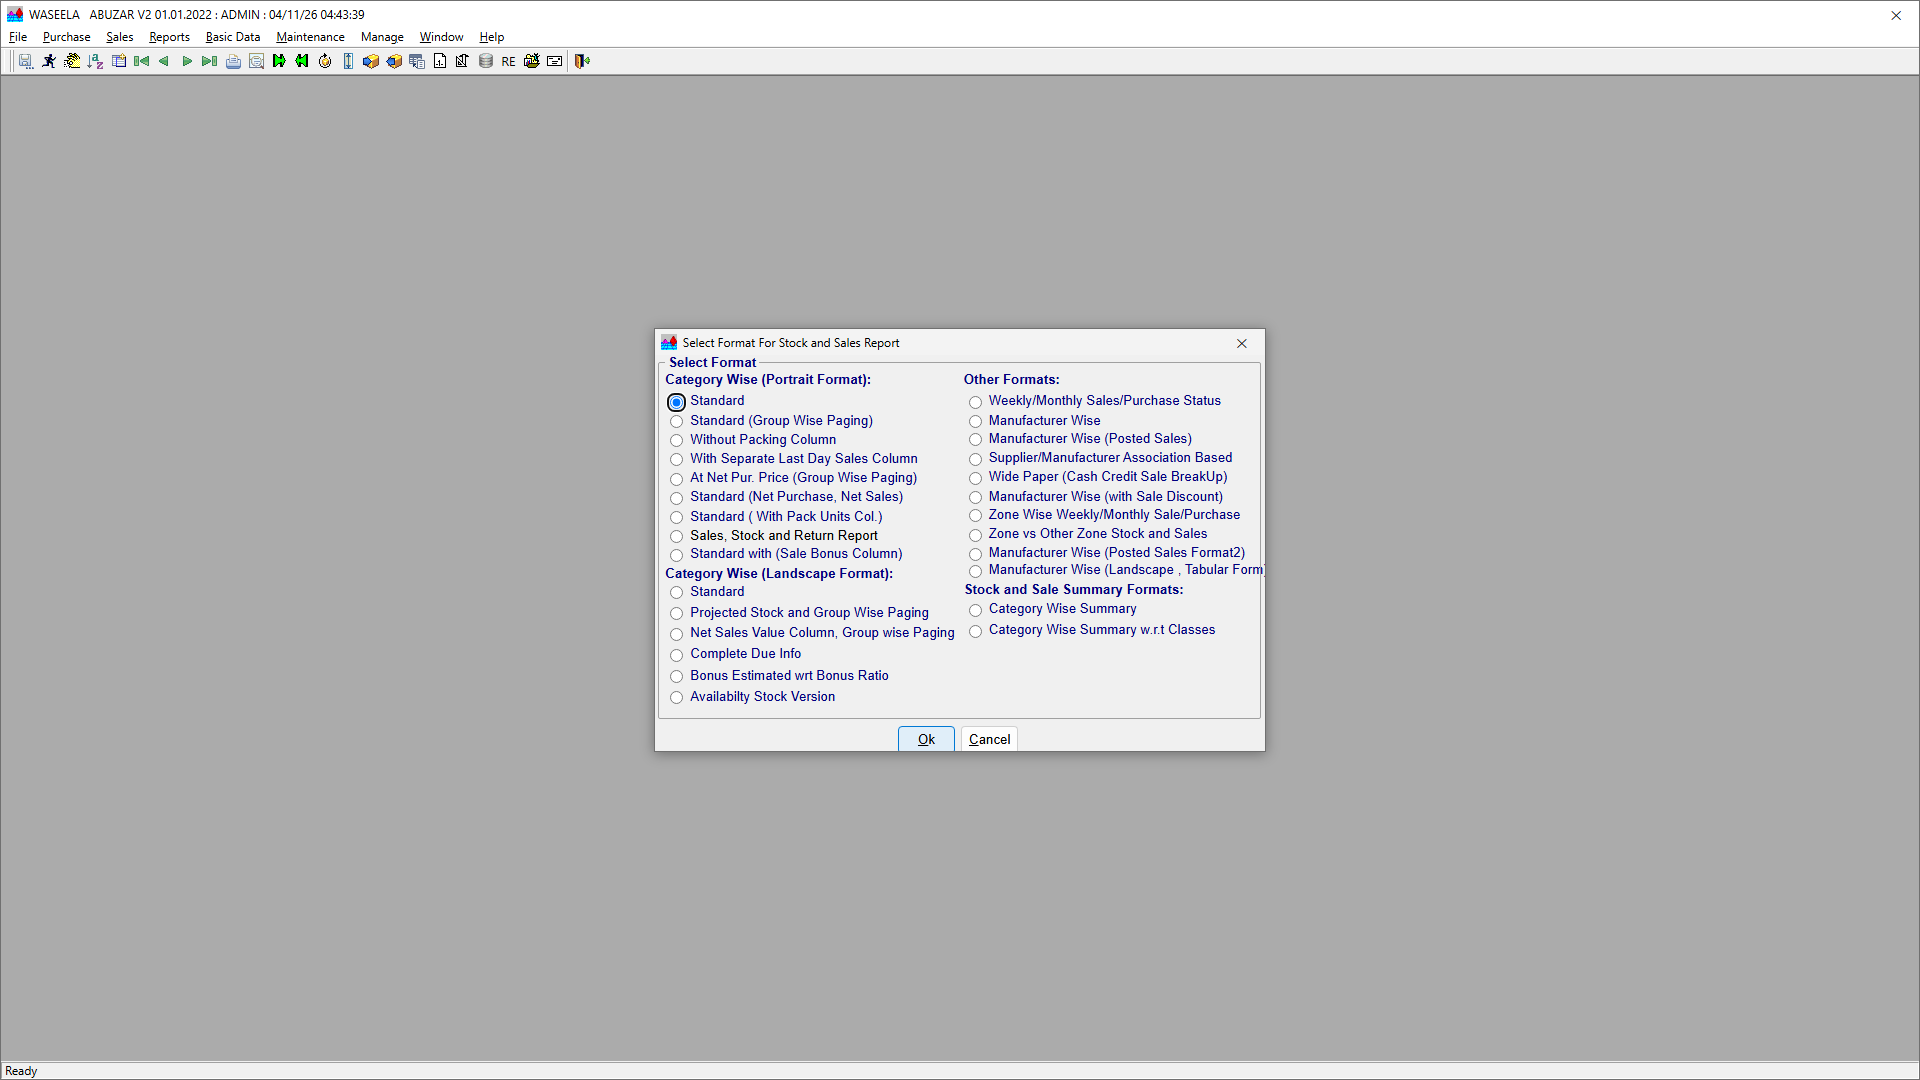 WASEELA   ABUZAR V2 01.01.2022 : ADMIN : 04/11/26 04:43:39
File Purchase Sales Reports Basic Data Maintenance Manage Window Help
RE
Select Format For Stock and Sales Report
Select Format
Category Wise (Portrait Format):
Standard
Standard (Group Wise Paging)
Without Packing Column
With Separate Last Day Sales Column
At Net Pur. Price (Group Wise Paging)
Standard (Net Purchase, Net Sales)
Standard ( With Pack Units Col.)
Sales, Stock and Return Report
Standard with (Sale Bonus Column)
Category Wise (Landscape Format):
Standard
Projected Stock and Group Wise Paging
Net Sales Value Column, Group wise Paging
Complete Due Info
Bonus Estimated wrt Bonus Ratio
Availabilty Stock Version
Other Formats:
Weekly/Monthly Sales/Purchase Status
Manufacturer Wise
Manufacturer Wise (Posted Sales)
Supplier/Manufacturer Association Based
Wide Paper (Cash Credit Sale BreakUp)
Manufacturer Wise (with Sale Discount)
Zone Wise Weekly/Monthly Sale/Purchase
Zone vs Other Zone Stock and Sales
Manufacturer Wise (Posted Sales Format2)
Manufacturer Wise (Landscape , Tabular Form)
Stock and Sale Summary Formats:
Category Wise Summary
Category Wise Summary w.r.t Classes
Ok Cancel
Ready